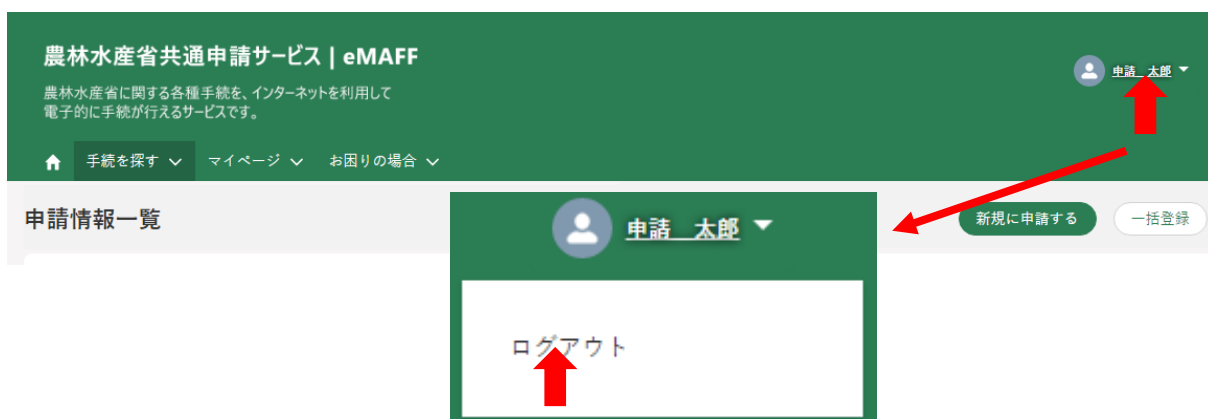 農林水産省共通申請サービス | eMAFF
農林水産省に関する各種手続を、インターネットを利用して
電子的に手続が行えるサービスです。
申請　太郎
手続を探す マイページ お困りの場合
申請情報一覧
新規に申請する 一括登録
申請　太郎
ログアウト